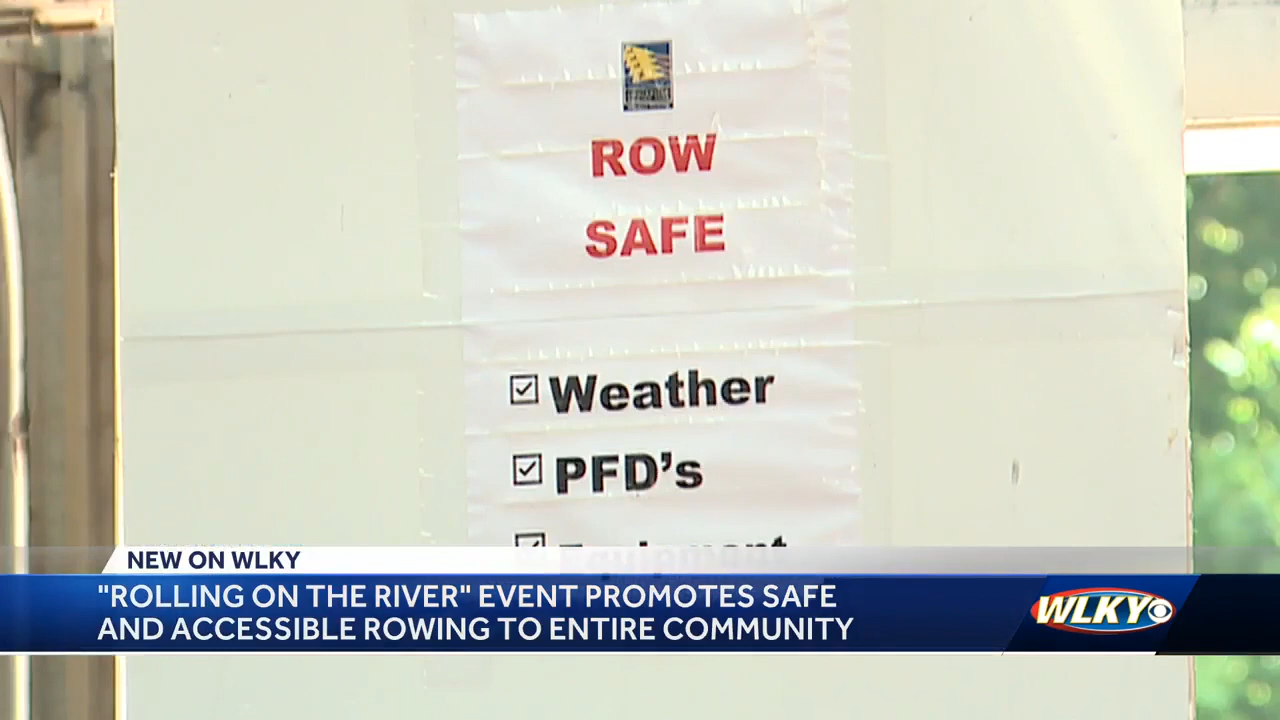 ROW
SAFE
☑ Weather
☑ PFD's
☑ Equipment
NEW ON WLKY
"ROLLING ON THE RIVER" EVENT PROMOTES SAFE
AND ACCESSIBLE ROWING TO ENTIRE COMMUNITY
WLKY